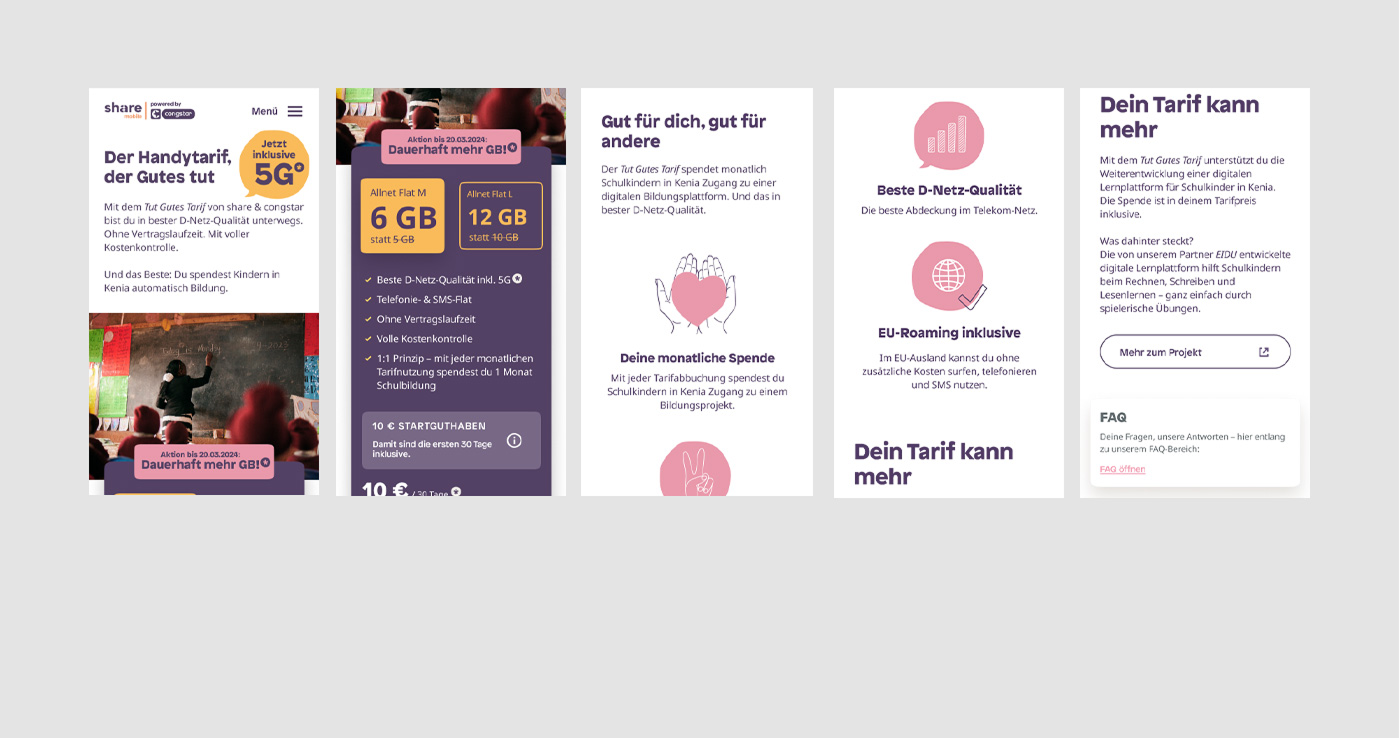 share
mobile
powered by
congstar
Menü
Jetzt
inklusive
5G
Der Handytarif,
der Gutes tut
Mit dem Tut Gutes Tarif von share & congstar
bist du in bester D-Netz-Qualität unterwegs.
Ohne Vertragslaufzeit. Mit voller
Kostenkontrolle.
Und das Beste: Du spendest Kindern in
Kenia automatisch Bildung.
Today is Monday
Aktion bis 20.03.2024:
Dauerhaft mehr GB!
Aktion bis 20.03.2024:
Dauerhaft mehr GB!
Allnet Flat M
6 GB
statt 5 GB
Allnet Flat L
12 GB
statt 10 GB
Beste D-Netz-Qualität inkl. 5G
Telefonie- & SMS-Flat
Ohne Vertragslaufzeit
Volle Kostenkontrolle
1:1 Prinzip – mit jeder monatlichen
Tarifnutzung spendest du 1 Monat
Schulbildung
10 € STARTGUTHABEN
Damit sind die ersten 30 Tage
inklusive.
10 € / 30 Tage
Gut für dich, gut für
andere
Der Tut Gutes Tarif spendet monatlich
Schulkindern in Kenia Zugang zu einer
digitalen Bildungsplattform. Und das in
bester D-Netz-Qualität.
Deine monatliche Spende
Mit jeder Tarifabbuchung spendest du
Schulkindern in Kenia Zugang zu einem
Bildungsprojekt.
Beste D-Netz-Qualität
Die beste Abdeckung im Telekom-Netz.
EU-Roaming inklusive
Im EU-Ausland kannst du ohne
zusätzliche Kosten surfen, telefonieren
und SMS nutzen.
Dein Tarif kann
mehr
Dein Tarif kann
mehr
Mit dem Tut Gutes Tarif unterstützt du die
Weiterentwicklung einer digitalen
Lernplattform für Schulkinder in Kenia.
Die Spende ist in deinem Tarifpreis
inklusive.
Was dahinter steckt?
Die von unserem Partner EIDU entwickelte
digitale Lernplattform hilft Schulkindern
beim Rechnen, Schreiben und
Lesenlernen – ganz einfach durch
spielerische Übungen.
Mehr zum Projekt
FAQ
Deine Fragen, unsere Antworten – hier entlang
zu unserem FAQ-Bereich:
FAQ öffnen